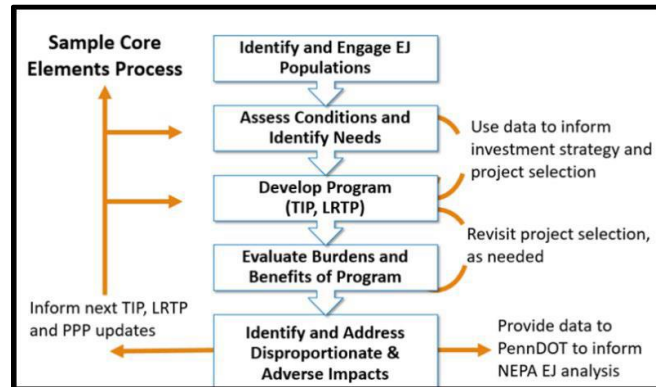 Sample Core
Elements Process
Identify and Engage EJ
Populations
Assess Conditions and
Identify Needs
Use data to inform
investment strategy and
project selection
Develop Program
(TIP, LRTP)
Revisit project selection,
as needed
Evaluate Burdens and
Benefits of Program
Inform next TIP, LRTP
and PPP updates
Identify and Address
Disproportionate &
Adverse Impacts
Provide data to
PennDOT to inform
NEPA EJ analysis